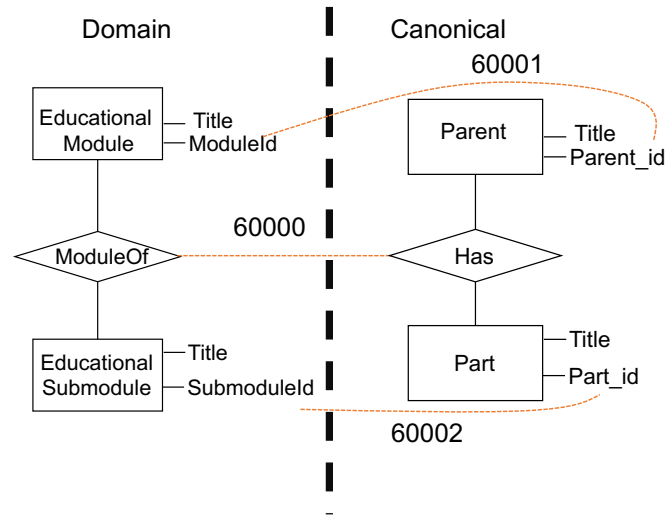 Domain
Canonical
60001
Educational
Module
Title
ModuleId
Parent
Title
Parent_id
60000
ModuleOf
Has
Educational
Submodule
Title
SubmoduleId
Part
Title
Part_id
60002